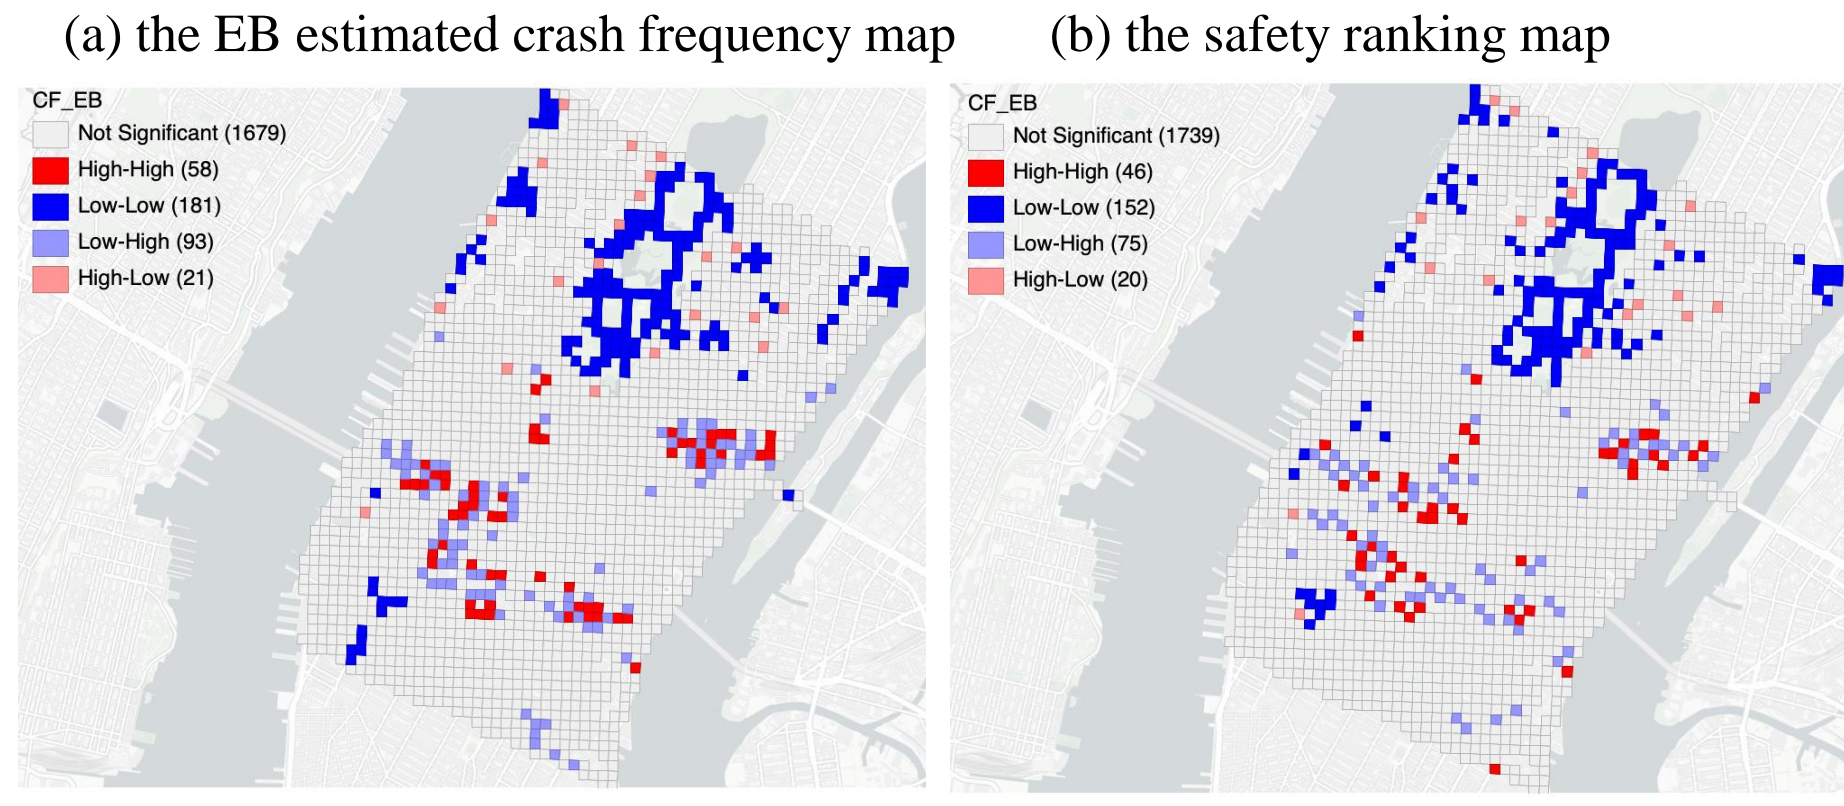 (a) the EB estimated crash frequency map
CF_EB
Not Significant (1679)
High-High (58)
Low-Low (181)
Low-High (93)
High-Low (21)
(b) the safety ranking map
CF_EB
Not Significant (1739)
High-High (46)
Low-Low (152)
Low-High (75)
High-Low (20)